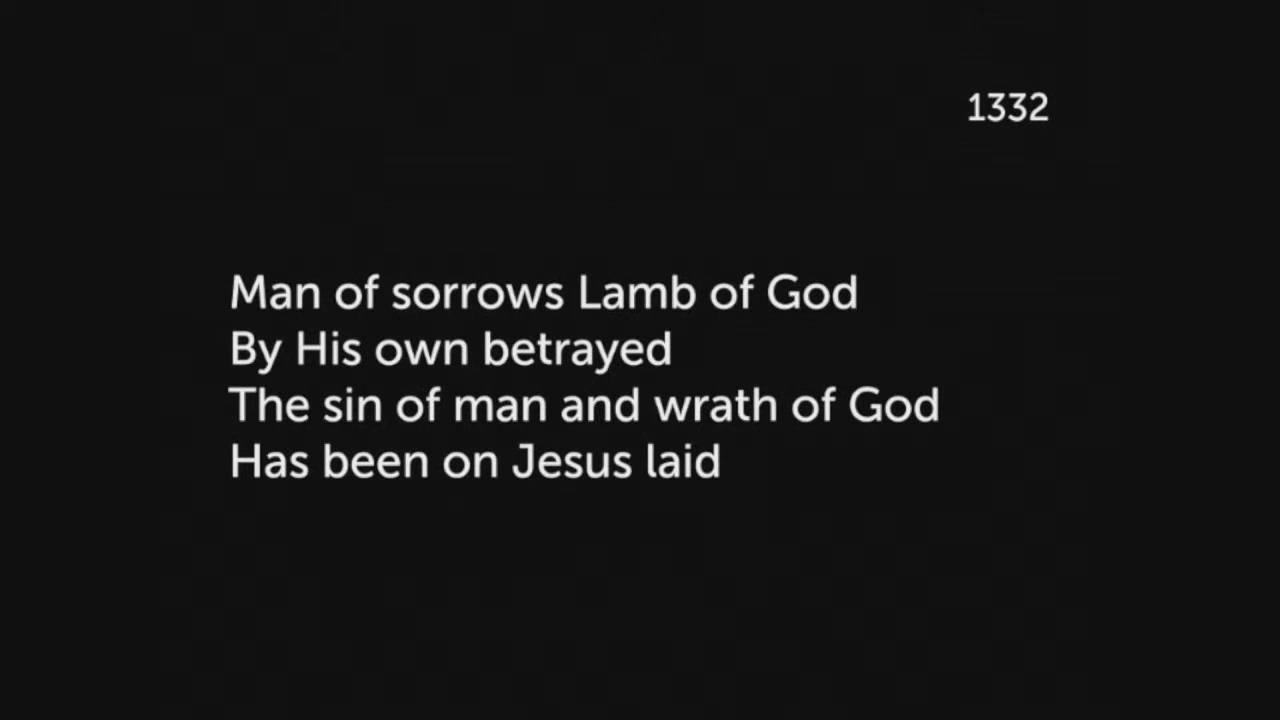 1332
Man of sorrows Lamb of God
By His own betrayed
The sin of man and wrath of God
Has been on Jesus laid